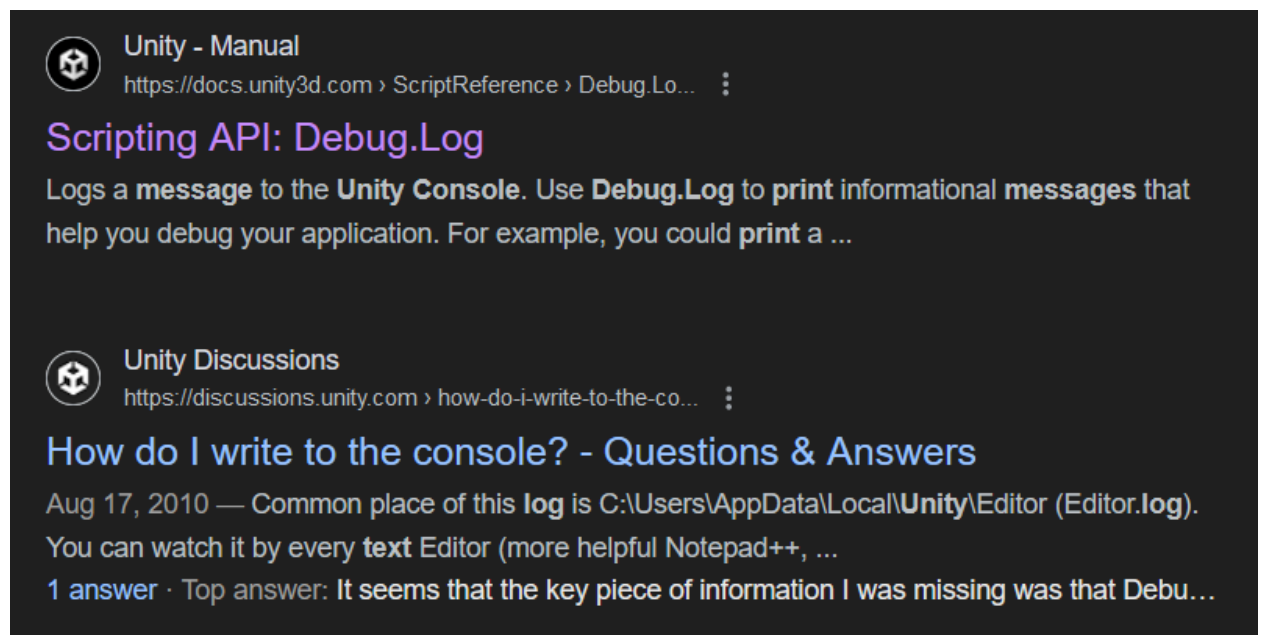 Unity - Manual
https://docs.unity3d.com › ScriptReference › Debug.Lo...
Scripting API: Debug.Log
Logs a message to the Unity Console. Use Debug.Log to print informational messages that
help you debug your application. For example, you could print a ...
Unity Discussions
https://discussions.unity.com › how-do-i-write-to-the-co...
How do I write to the console? - Questions & Answers
Aug 17, 2010 — Common place of this log is C:\Users\AppData\Local\Unity\Editor (Editor.log).
You can watch it by every text Editor (more helpful Notepad++, ...
1 answer · Top answer: It seems that the key piece of information I was missing was that Debu...